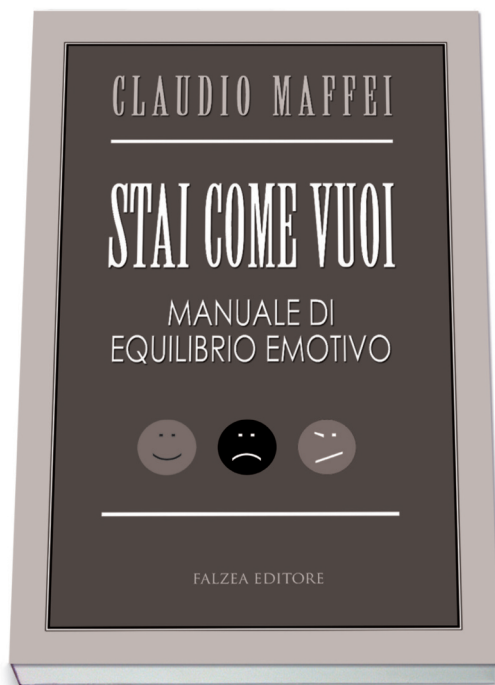 CLAUDIO MAFFEI
STAI COME VUOI
MANUALE DI
EQUILIBRIO EMOTIVO
FALZEA EDITORE